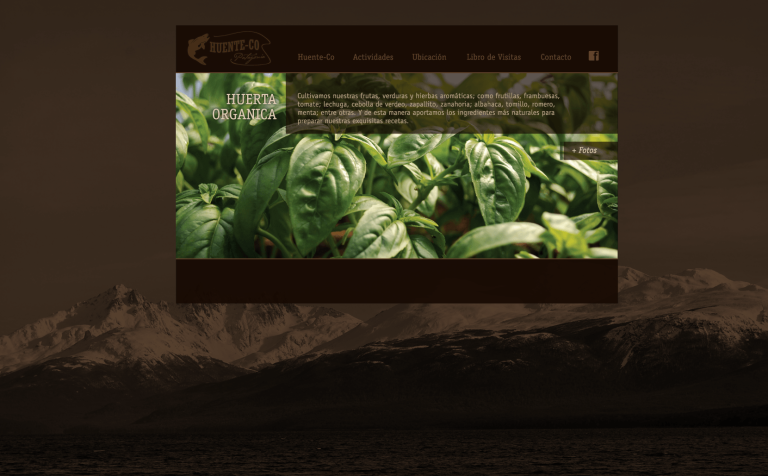 HUENTE-CO
Huente-Co Actividades Ubicación Libro de Visitas Contacto
HUERTA
ORGANICA
Cultivamos nuestras frutas, verduras y hierbas aromáticas; como frutillas, frambuesas,
tomate; lechuga, cebolla de verdeo, zapallito, zanahoria; albahaca, tomillo, romero,
menta; entre otras. Y de esta manera aportamos los ingredientes más naturales para
preparar nuestras exquisitas recetas.
+ Fotos